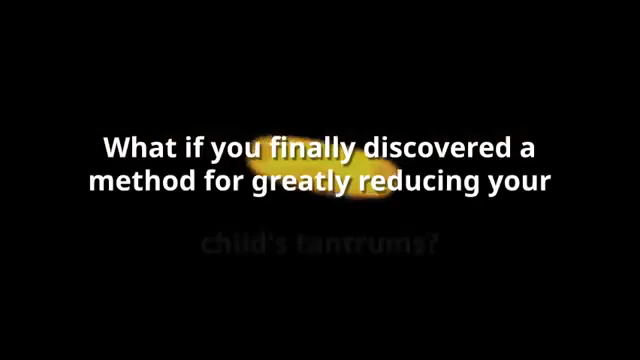 What if you finally discovered a
method for greatly reducing your
child's tantrums?